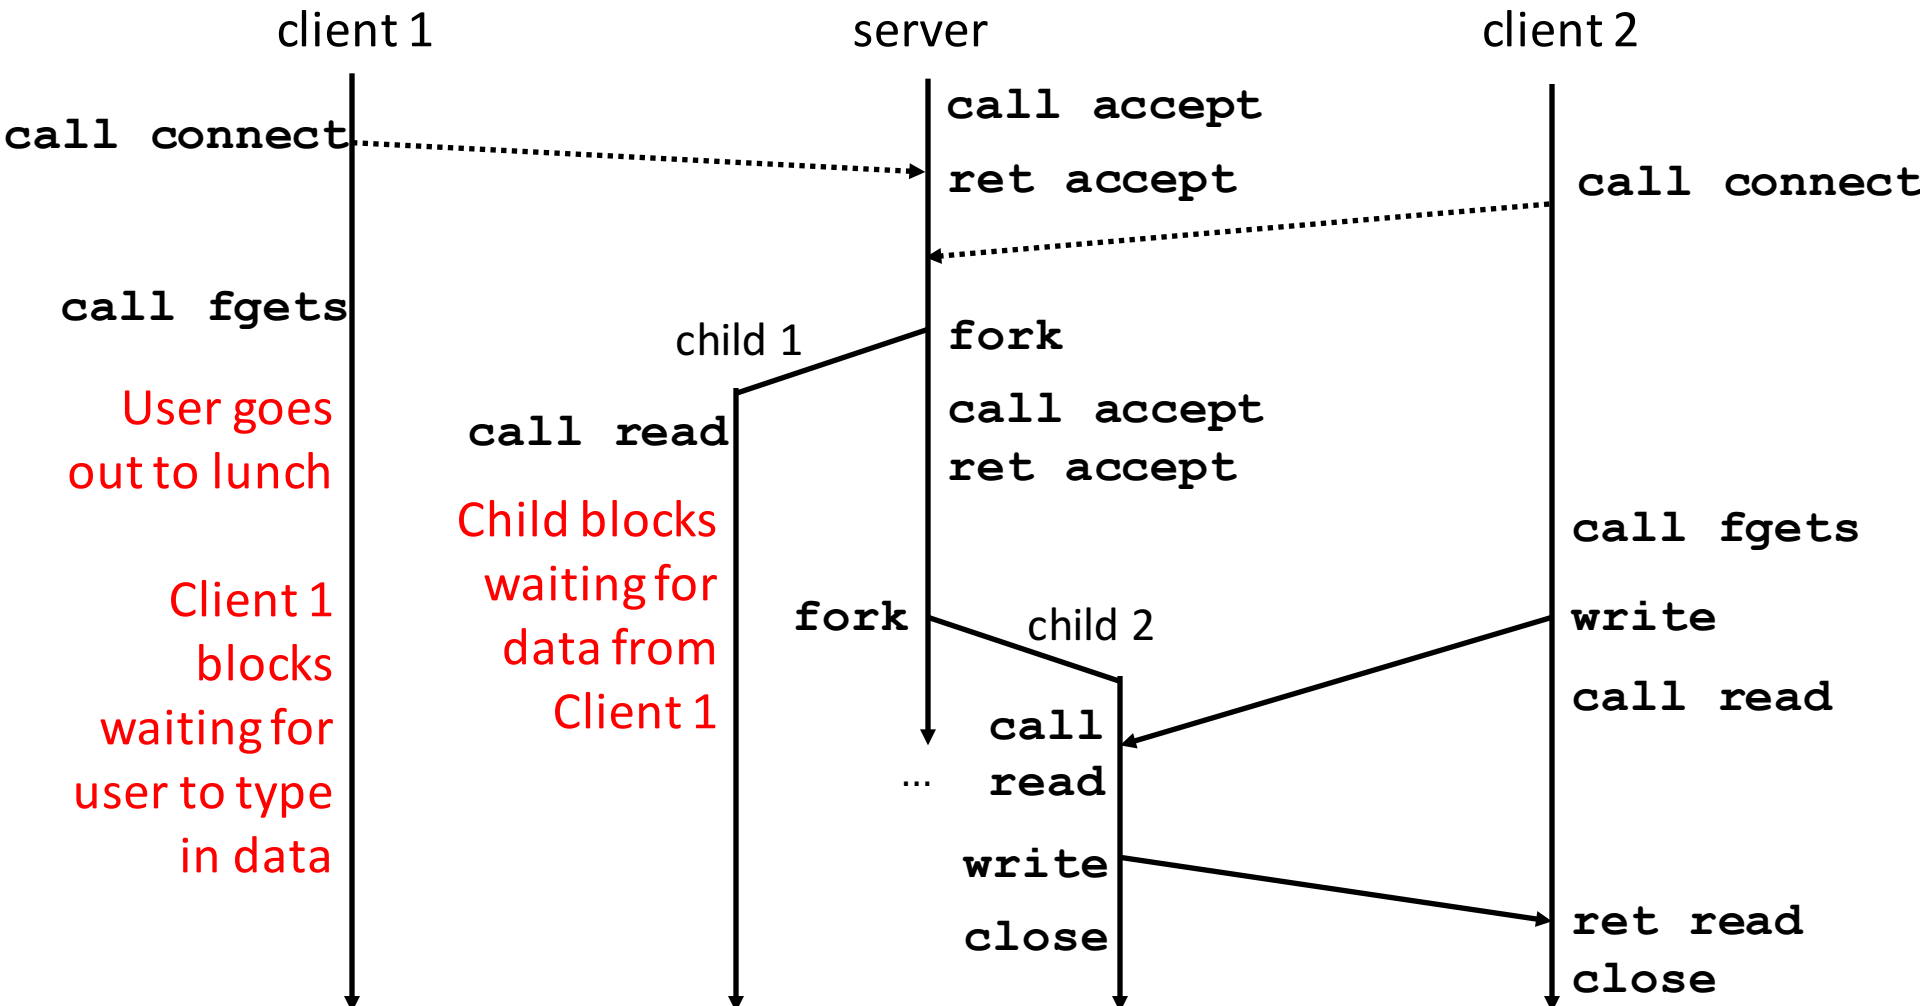 client 1
server
client 2
call connect
call accept
ret accept
call connect
call fgets
child 1
fork
User goes
out to lunch
call read
call accept
ret accept
Child blocks
waiting for
data from
Client 1
call fgets
Client 1
blocks
waiting for
user to type
in data
fork
child 2
write
call read
call
read
...
write
close
ret read
close